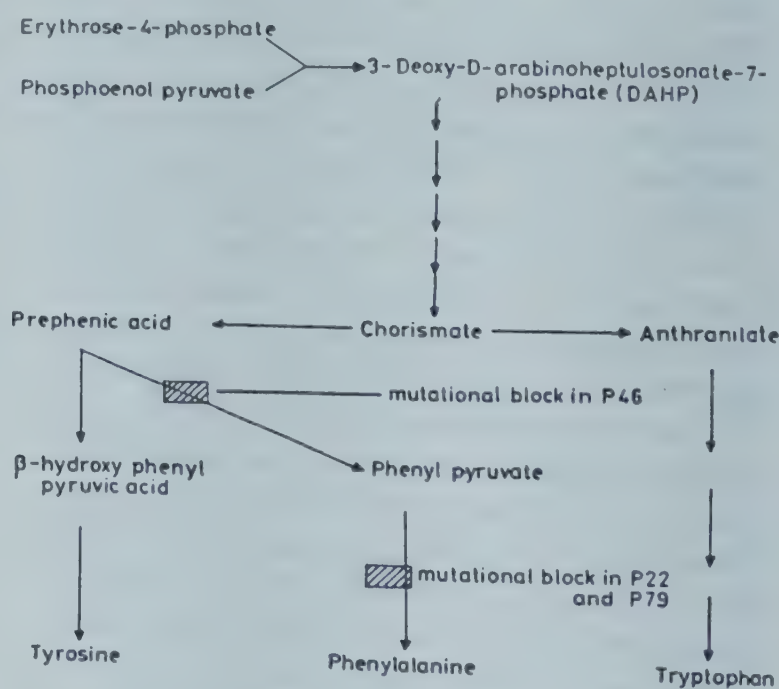 Erythrose-4-phosphate
Phosphoenol pyruvate
3-Deoxy-D-arabinoheptulosonate-7-
phosphate (DAHP)
Prephenic acid
Chorismate
Anthranilate
mutational block in P46
β-hydroxy phenyl
pyruvic acid
Phenyl pyruvate
mutational block in P22
and P79
Tyrosine
Phenylalanine
Tryptophan